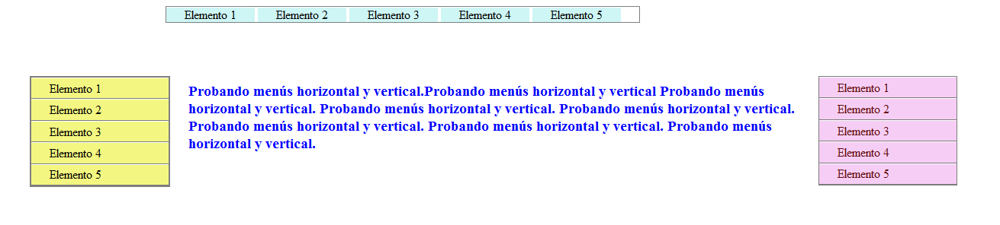 Elemento 1 Elemento 2 Elemento 3 Elemento 4 Elemento 5
Elemento 1
Elemento 2
Elemento 3
Elemento 4
Elemento 5
Probando menús horizontal y vertical.Probando menús horizontal y vertical Probando menús
horizontal y vertical. Probando menús horizontal y vertical. Probando menús horizontal y vertical.
Probando menús horizontal y vertical. Probando menús horizontal y vertical. Probando menús
horizontal y vertical.
Elemento 1
Elemento 2
Elemento 3
Elemento 4
Elemento 5